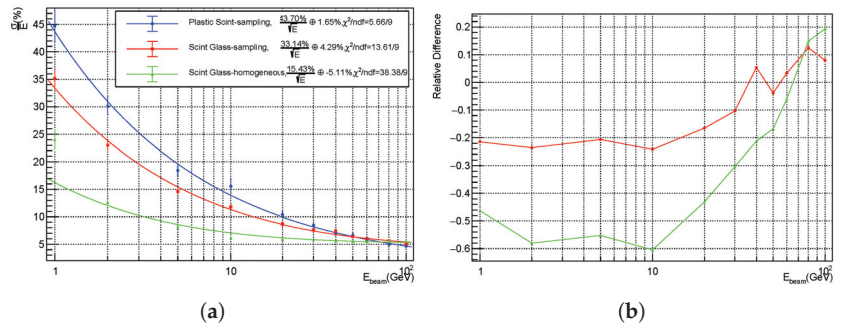 σ/E(%)
45
40
35
30
25
20
15
10
5
1
10
10²
E_beam(GeV)
Plastic Scint-sampling, 43.70%/√E ⊕ 1.65% χ²/ndf=5.66/9
Scint Glass-sampling, 33.14%/√E ⊕ 4.29% χ²/ndf=13.61/9
Scint Glass-homogeneous, 15.43%/√E ⊕ -5.11% χ²/ndf=38.38/9
(a)
Relative Difference
0.2
0.1
0
−0.1
−0.2
−0.3
−0.4
−0.5
−0.6
1
10
10²
E_beam(GeV)
(b)